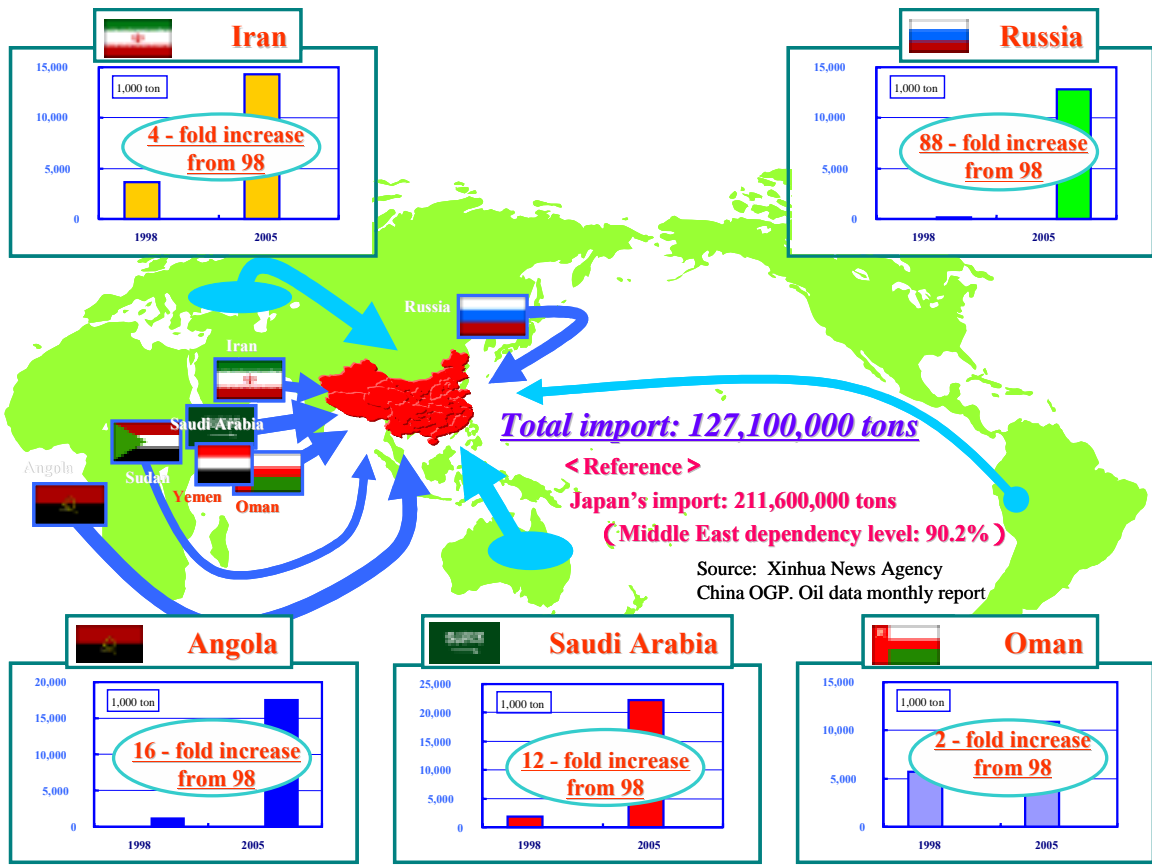 Iran
15,000
10,000
5,000
0
1,000 ton
4 - fold increase
from 98
1998
2005
Russia
15,000
10,000
5,000
0
1,000 ton
88 - fold increase
from 98
1998
2005
Russia
Iran
Saudi Arabia
Sudan
Yemen
Oman
Angoln
Total import: 127,100,000 tons
＜Reference＞
Japan's import: 211,600,000 tons
（Middle East dependency level: 90.2%）
Source: Xinhua News Agency
China OGP. Oil data monthly report
Angola
20,000
15,000
10,000
5,000
0
1,000 ton
16 - fold increase
from 98
1998
2005
Saudi Arabia
25,000
20,000
15,000
10,000
5,000
0
1,000 ton
12 - fold increase
from 98
1998
2005
Oman
15,000
10,000
5,000
0
1,000 ton
2 - fold increase
from 98
1998
2005